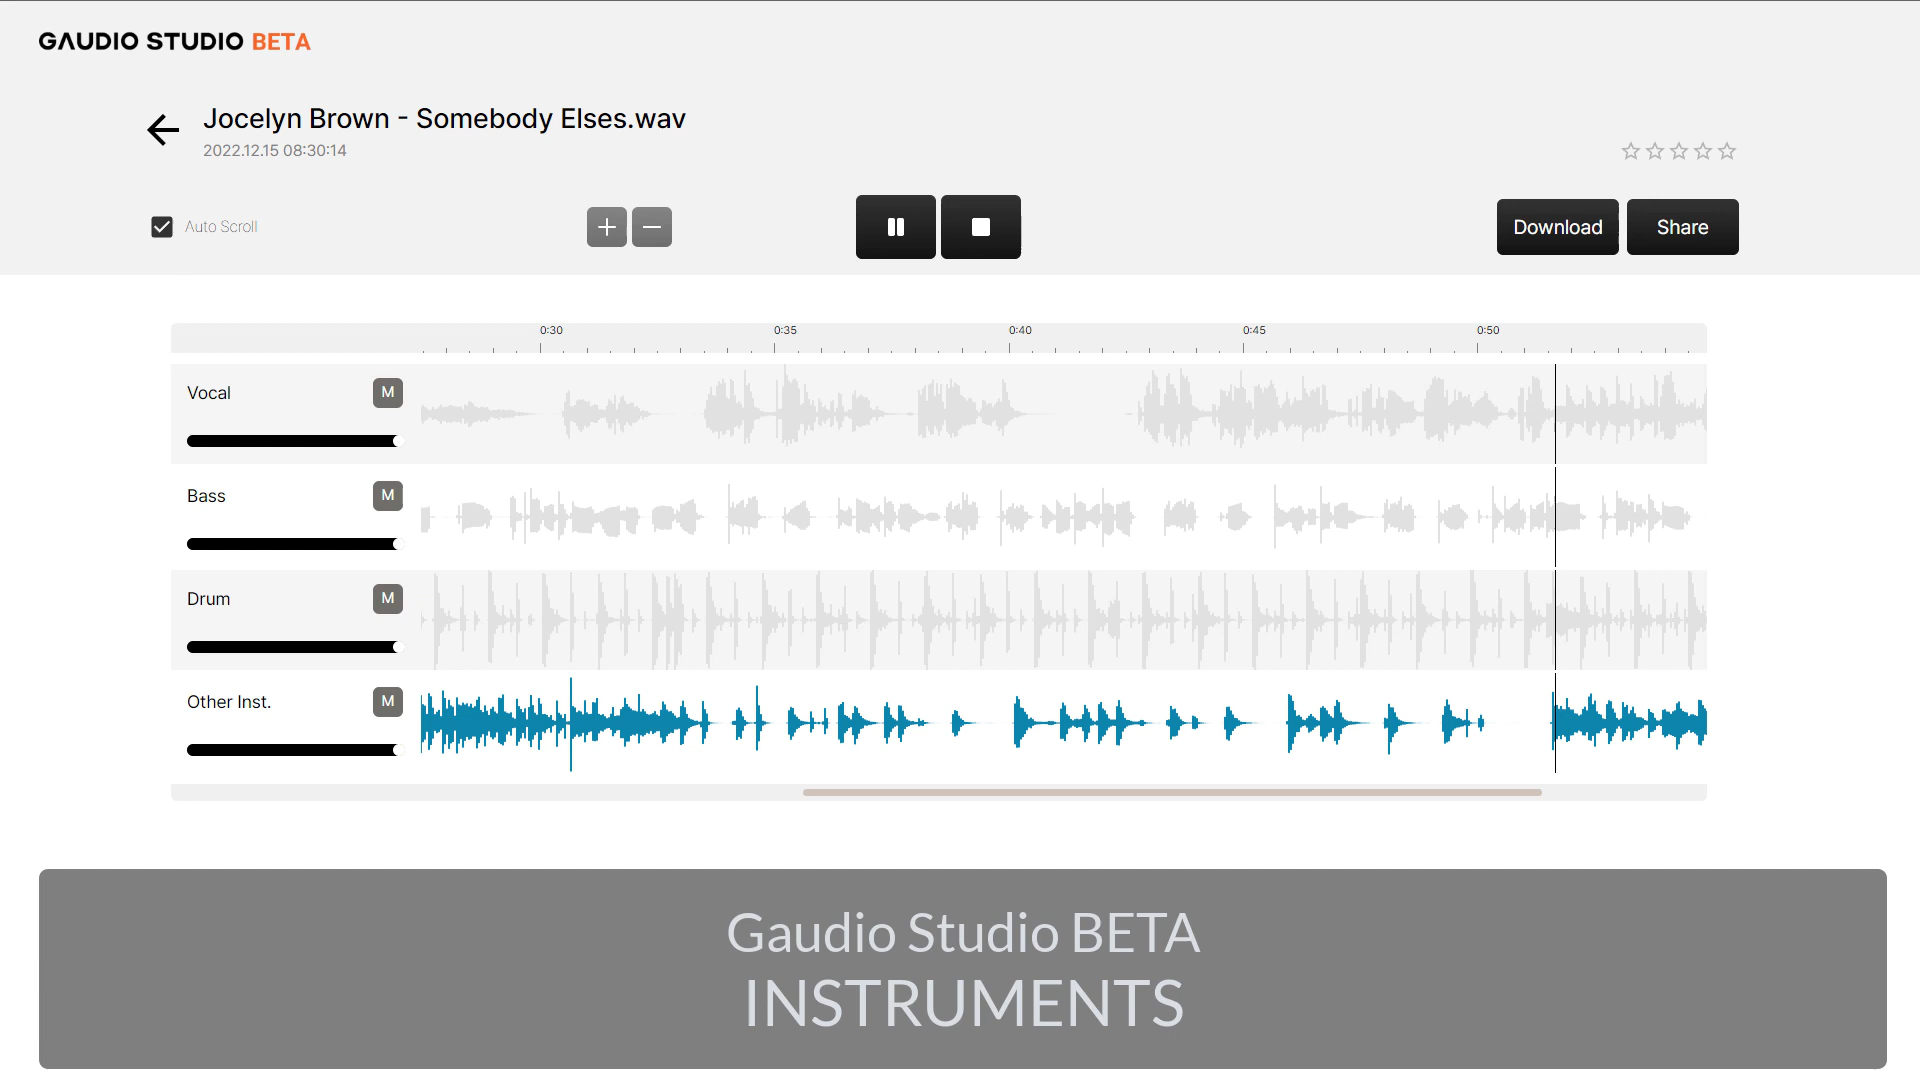 GAUDIO STUDIO BETA
Jocelyn Brown - Somebody Elses.wav
2022.12.15 08:30:14
Auto Scroll
Download
Share
0:30 0:35 0:40 0:45 0:50
Vocal M
Bass M
Drum M
Other Inst. M
Gaudio Studio BETA
INSTRUMENTS